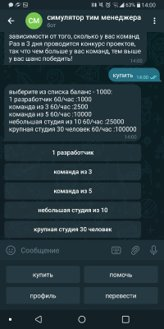 63%
14:00
СМ
симулятор тим менеджера
бот
зависимости от того, сколько у вас команд
Раз в 3 дня проводится конкурс проектов,
так что чем больше у вас команд, тем выше
у вас шанс победить!
14:00
купить 14:00
выберите из списка баланс - 1000:
1 разработчик 60/час :1000
команда из 3 60/час :2500
команда из 5 60/час :5000
небольшая студия из 10 60/час :25000
крупная студия 30 человек 60/час :100000
14:00
1 разработчик
команда из 3
команда из 5
небольшая студия из 10
крупная студия 30 человек
Сообщение
купить
помочь
профиль
перевести